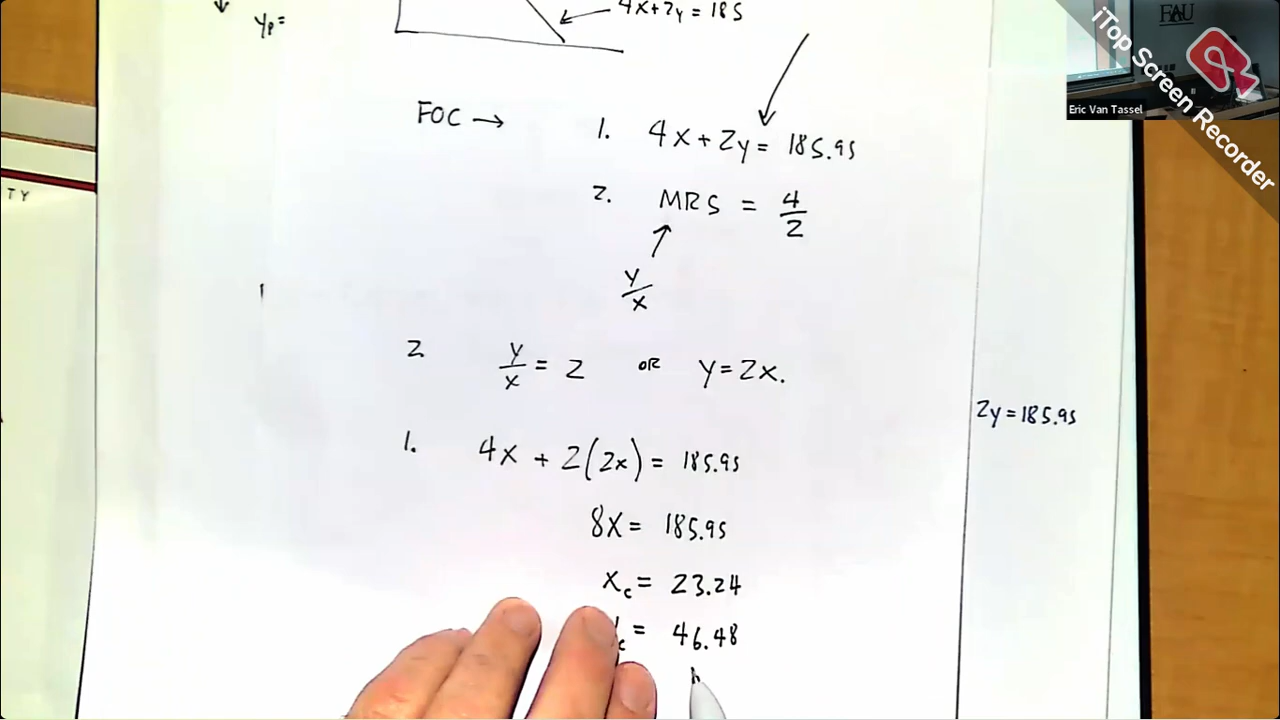 yp =
4x+2y = 185
FOC →
1. 4x + 2y = 185.95
2. MRS = 4/2
y/x
2 y/x = 2 OR y = 2x.
2y = 185.95
1. 4x + 2(2x) = 185.95
8x = 185.95
xc = 23.24
c = 46.48
TY
FAU
Eric Van Tassel
iTop Screen Recorder